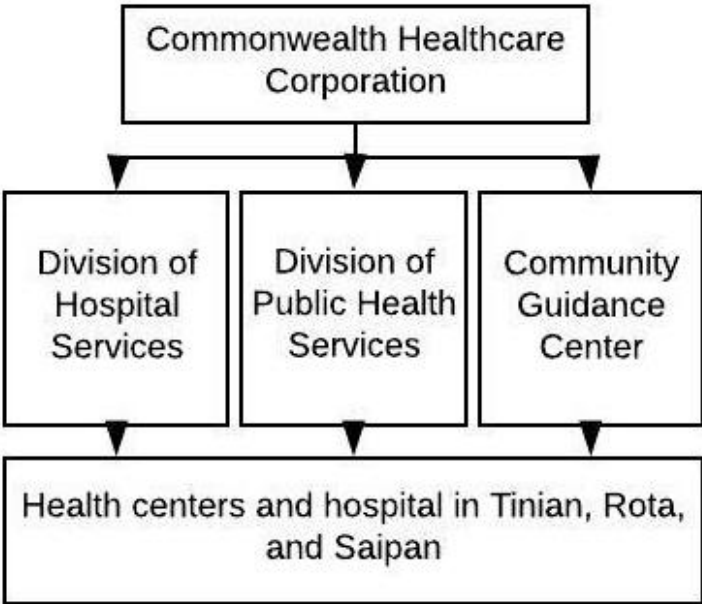 Commonwealth Healthcare
Corporation
Division of
Hospital
Services
Division of
Public Health
Services
Community
Guidance
Center
Health centers and hospital in Tinian, Rota,
and Saipan